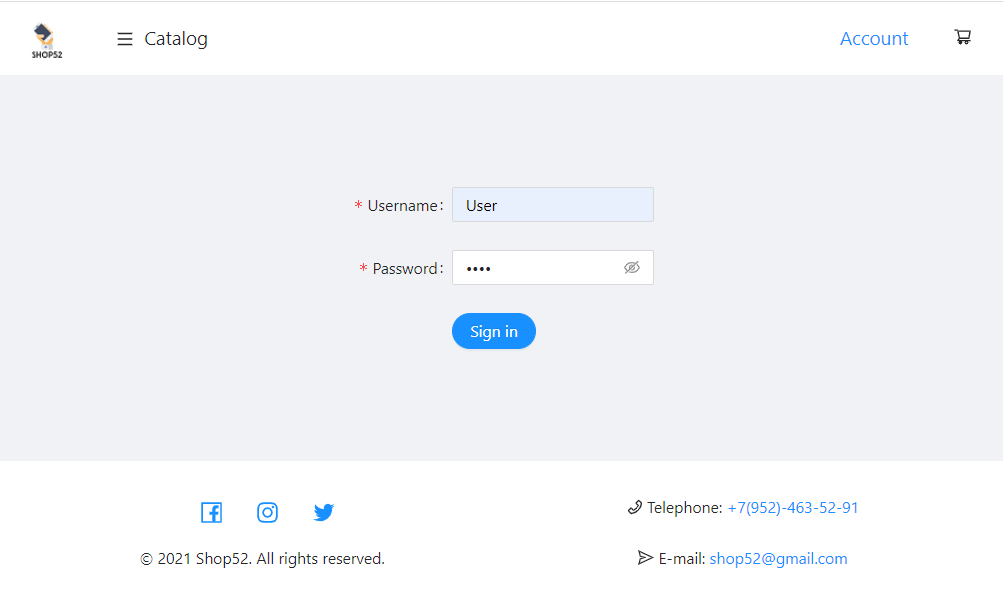 SHOP52
Catalog
Account
* Username:
User
* Password:
••••
Sign in
Telephone: +7(952)-463-52-91
© 2021 Shop52. All rights reserved.
E-mail: shop52@gmail.com